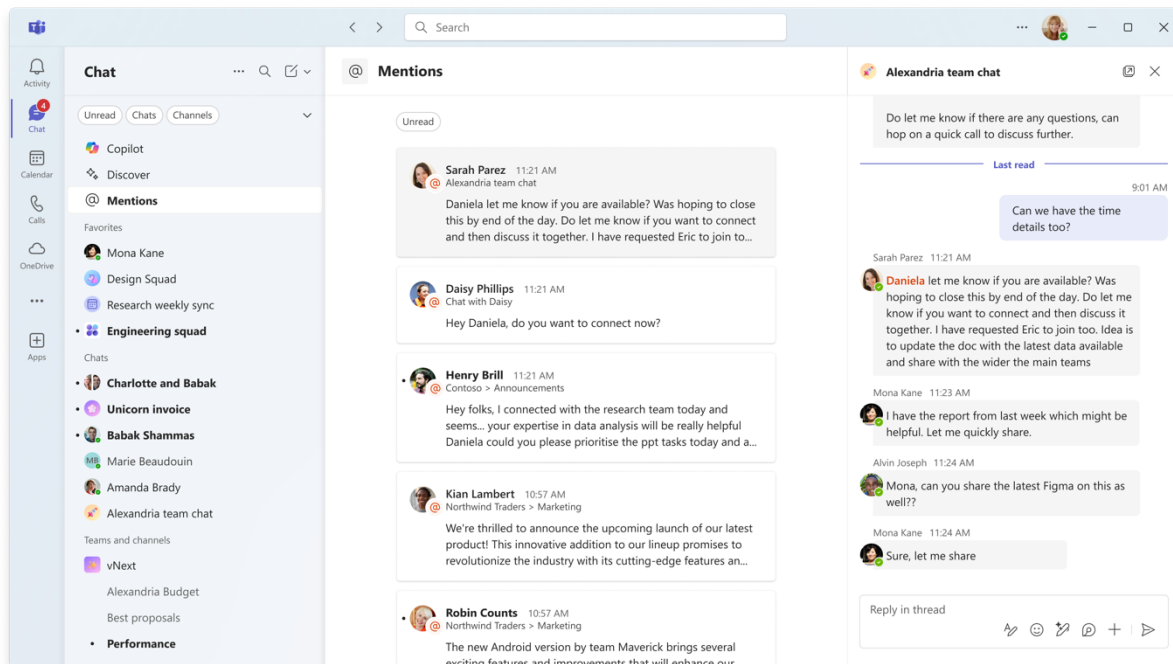 Search
Activity
4
Chat
Calendar
Calls
OneDrive
Apps
Chat
Unread
Chats
Channels
Copilot
Discover
@ Mentions
Favorites
Mona Kane
Design Squad
Research weekly sync
Engineering squad
Chats
Charlotte and Babak
Unicorn invoice
Babak Shammas
MB
Marie Beaudouin
Amanda Brady
Alexandria team chat
Teams and channels
vNext
Alexandria Budget
Best proposals
Performance
@ Mentions
Unread
Sarah Parez 11:21 AM
@ Alexandria team chat
Daniela let me know if you are available? Was hoping to close
this by end of the day. Do let me know if you want to connect
and then discuss it together. I have requested Eric to join to...
Daisy Phillips 11:21 AM
@ Chat with Daisy
Hey Daniela, do you want to connect now?
Henry Brill 11:21 AM
@ Contoso > Announcements
Hey folks, I connected with the research team today and
seems... your expertise in data analysis will be really helpful
Daniela could you please prioritise the ppt tasks today and a...
Kian Lambert 10:57 AM
@ Northwind Traders > Marketing
We're thrilled to announce the upcoming launch of our latest
product! This innovative addition to our lineup promises to
revolutionize the industry with its cutting-edge features an...
Robin Counts 10:57 AM
@ Northwind Traders > Marketing
The new Android version by team Maverick brings several
exciting features and improvements that will enhance our
Alexandria team chat
Do let me know if there are any questions, can
hop on a quick call to discuss further.
Last read
9:01 AM
Can we have the time
details too?
Sarah Parez 11:21 AM
Daniela let me know if you are available? Was
hoping to close this by end of the day. Do let me
know if you want to connect and then discuss it
together. I have requested Eric to join too. Idea is
to update the doc with the latest data available
and share with the wider the main teams
Mona Kane 11:23 AM
I have the report from last week which might be
helpful. Let me quickly share.
Alvin Joseph 11:24 AM
Mona, can you share the latest Figma on this as
well??
Mona Kane 11:24 AM
Sure, let me share
Reply in thread